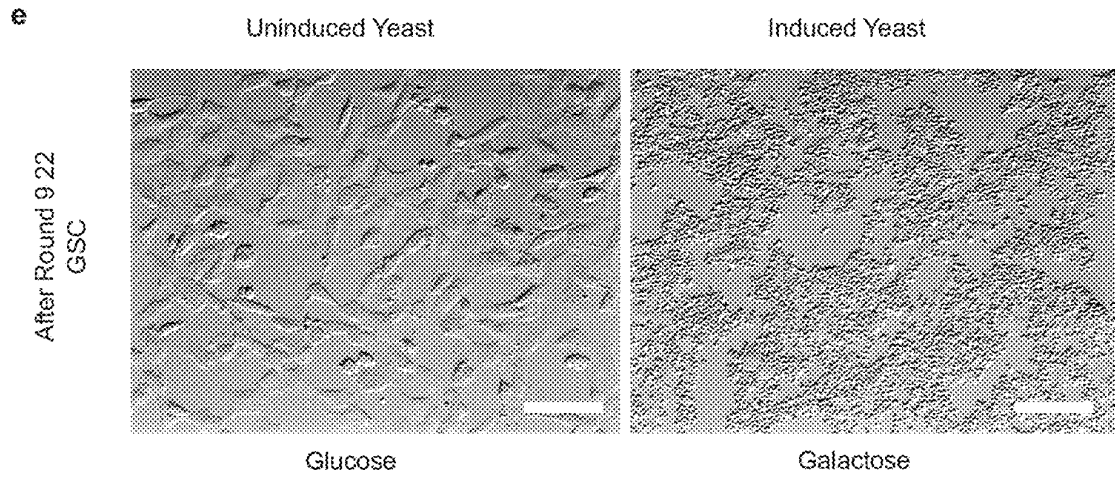 e
Uninduced Yeast
Induced Yeast
After Round 9 22
GSC
Glucose
Galactose